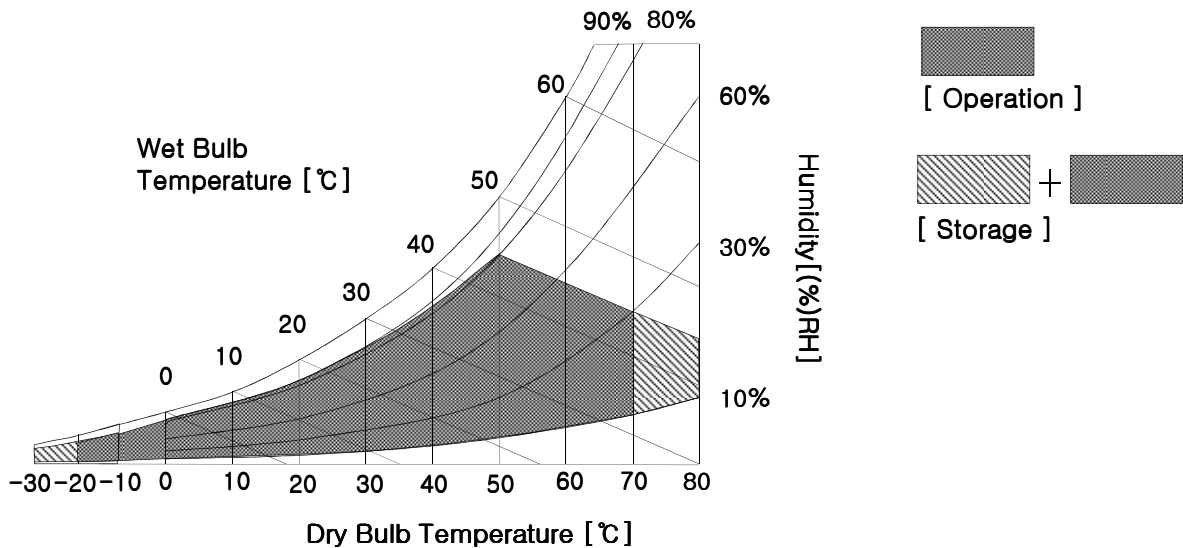 90% 80%
60
60%
Wet Bulb
Temperature [℃]
50
40
30
20
10
0
30%
10%
Humidity[(%)RH]
-30 -20 -10 0 10 20 30 40 50 60 70 80
Dry Bulb Temperature [℃]
[ Operation ]
+
[ Storage ]